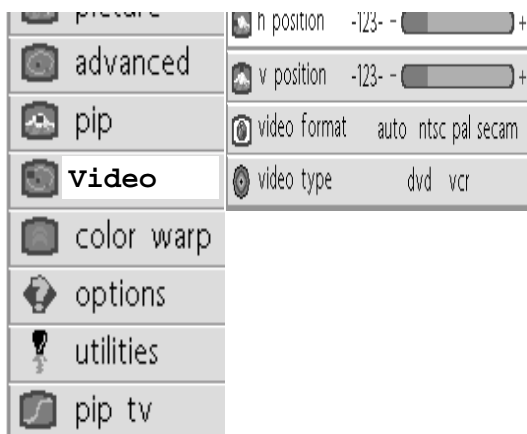 picture
advanced
pip
Video
color warp
options
utilities
pip tv
h position -123- - +
v position -123- - +
video format auto ntsc pal secam
video type dvd vcr